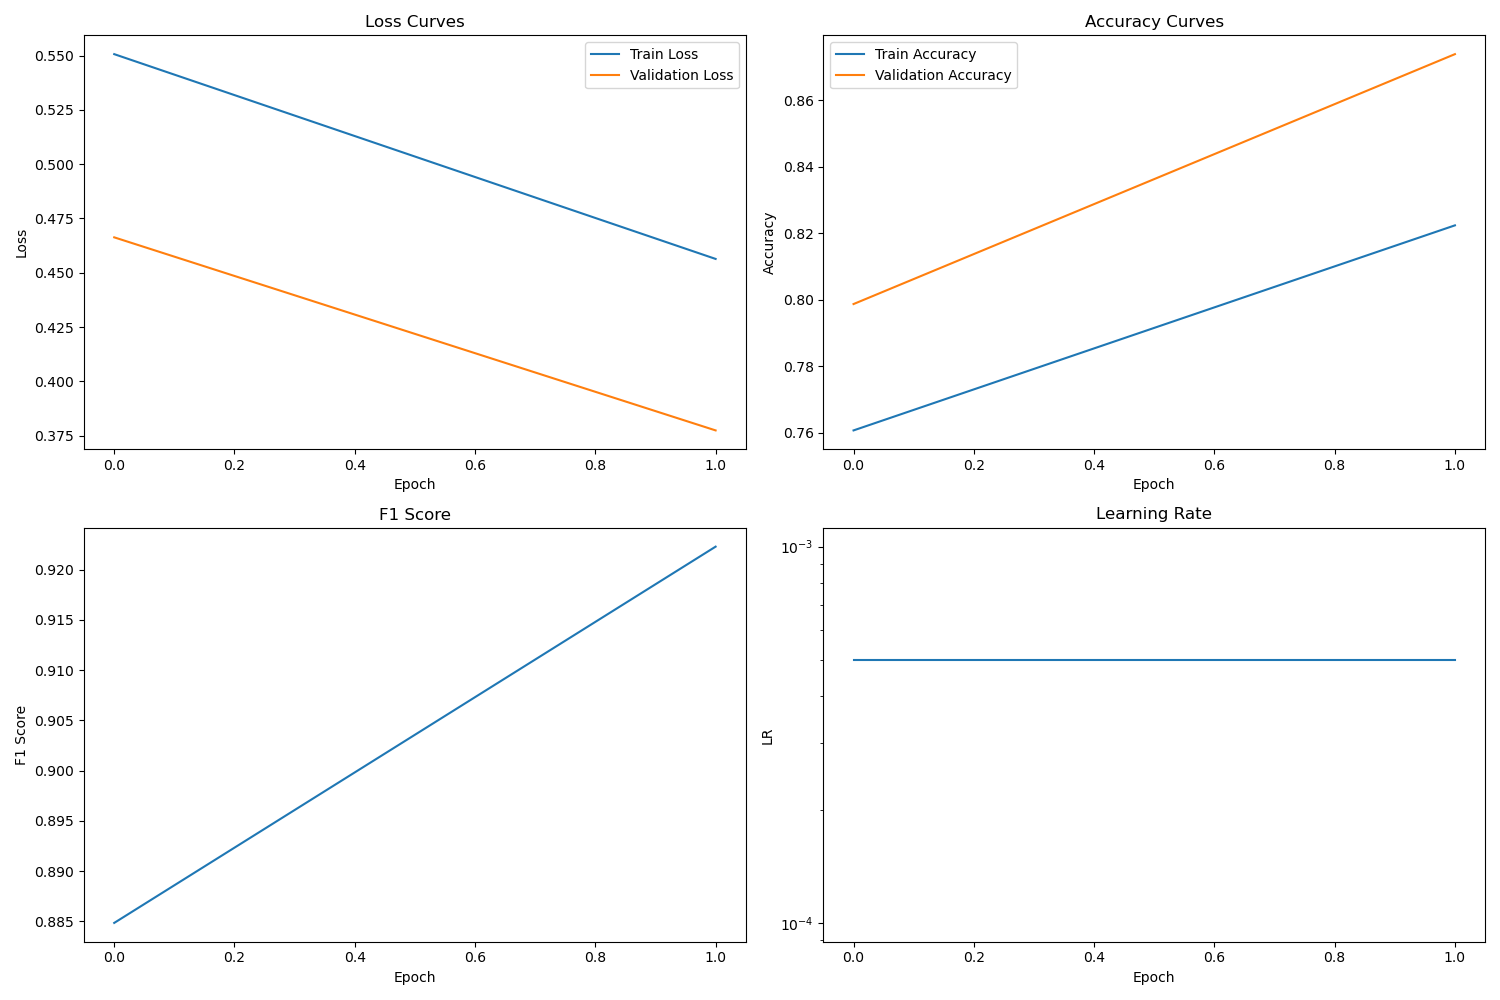 Loss Curves
0.550
0.525
0.500
0.475
0.450
0.425
0.400
0.375
Loss
Train Loss
Validation Loss
0.0 0.2 0.4 0.6 0.8 1.0
Epoch
Accuracy Curves
0.86
0.84
0.82
0.80
0.78
0.76
Accuracy
Train Accuracy
Validation Accuracy
0.0 0.2 0.4 0.6 0.8 1.0
Epoch
F1 Score
0.920
0.915
0.910
0.905
0.900
0.895
0.890
0.885
F1 Score
0.0 0.2 0.4 0.6 0.8 1.0
Epoch
Learning Rate
10⁻³
10⁻⁴
LR
0.0 0.2 0.4 0.6 0.8 1.0
Epoch